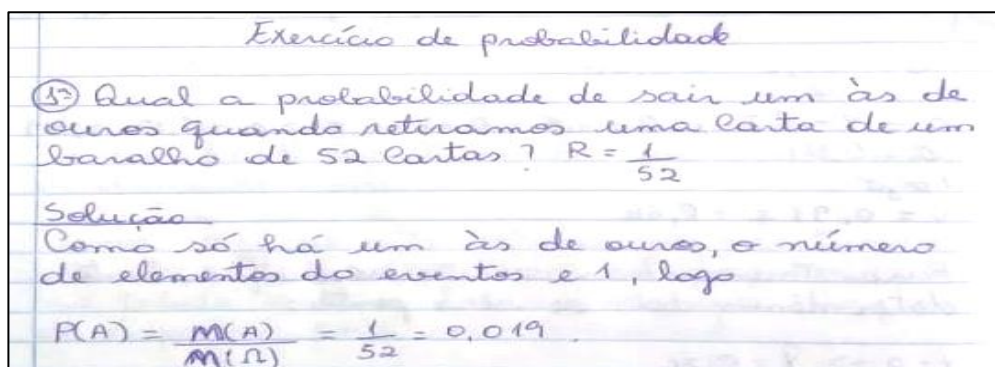 Exercício de probabilidade
1ª) Qual a probabilidade de sair um às de
ouros quando retiramos uma carta de um
baralho de 52 cartas ? R = 1/52
Solução
Como só há um às de ouros, o número
de elementos do eventos e 1, logo
P(A) = n(A)/n(Ω) = 1/52 = 0,019.